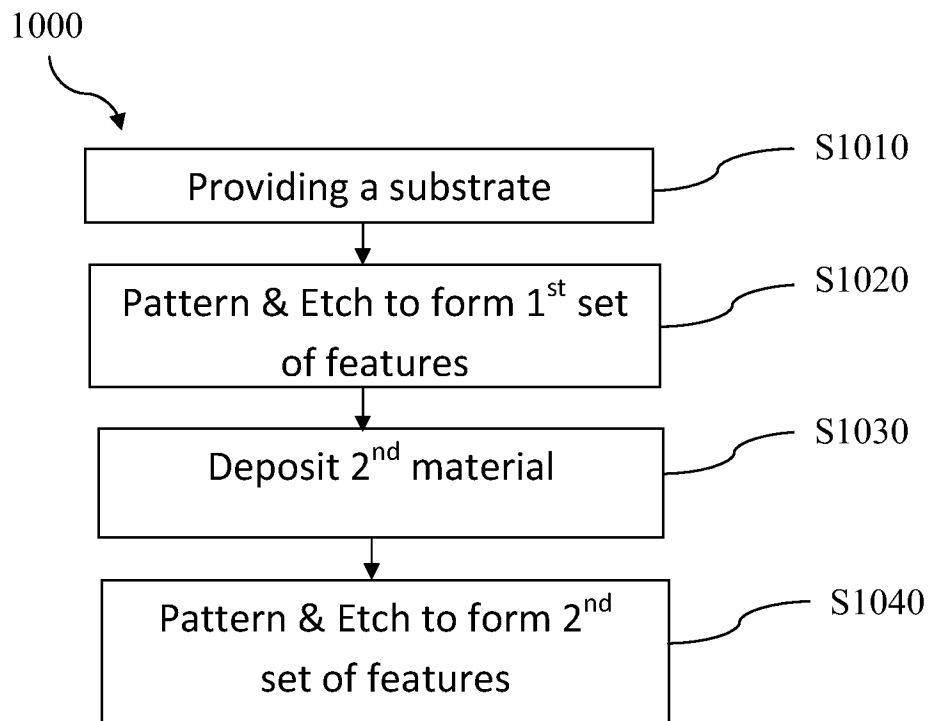 1000
Providing a substrate
S1010
Pattern & Etch to form 1st set
of features
S1020
Deposit 2nd material
S1030
Pattern & Etch to form 2nd
set of features
S1040